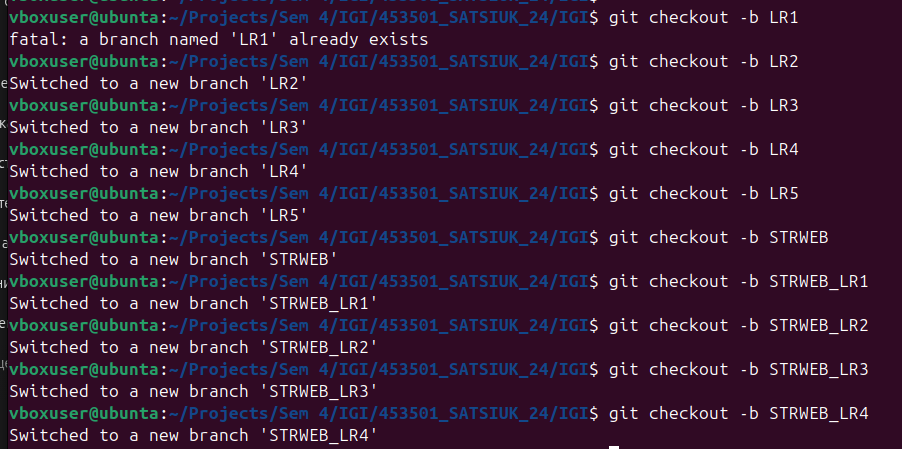 vboxuser@ubunta:~/Projects/Sem 4/IGI/453501_SATSIUK_24/IGI$ git checkout -b LR1
fatal: a branch named 'LR1' already exists
vboxuser@ubunta:~/Projects/Sem 4/IGI/453501_SATSIUK_24/IGI$ git checkout -b LR2
Switched to a new branch 'LR2'
vboxuser@ubunta:~/Projects/Sem 4/IGI/453501_SATSIUK_24/IGI$ git checkout -b LR3
Switched to a new branch 'LR3'
vboxuser@ubunta:~/Projects/Sem 4/IGI/453501_SATSIUK_24/IGI$ git checkout -b LR4
Switched to a new branch 'LR4'
vboxuser@ubunta:~/Projects/Sem 4/IGI/453501_SATSIUK_24/IGI$ git checkout -b LR5
Switched to a new branch 'LR5'
vboxuser@ubunta:~/Projects/Sem 4/IGI/453501_SATSIUK_24/IGI$ git checkout -b STRWEB
Switched to a new branch 'STRWEB'
vboxuser@ubunta:~/Projects/Sem 4/IGI/453501_SATSIUK_24/IGI$ git checkout -b STRWEB_LR1
Switched to a new branch 'STRWEB_LR1'
vboxuser@ubunta:~/Projects/Sem 4/IGI/453501_SATSIUK_24/IGI$ git checkout -b STRWEB_LR2
Switched to a new branch 'STRWEB_LR2'
vboxuser@ubunta:~/Projects/Sem 4/IGI/453501_SATSIUK_24/IGI$ git checkout -b STRWEB_LR3
Switched to a new branch 'STRWEB_LR3'
vboxuser@ubunta:~/Projects/Sem 4/IGI/453501_SATSIUK_24/IGI$ git checkout -b STRWEB_LR4
Switched to a new branch 'STRWEB_LR4'